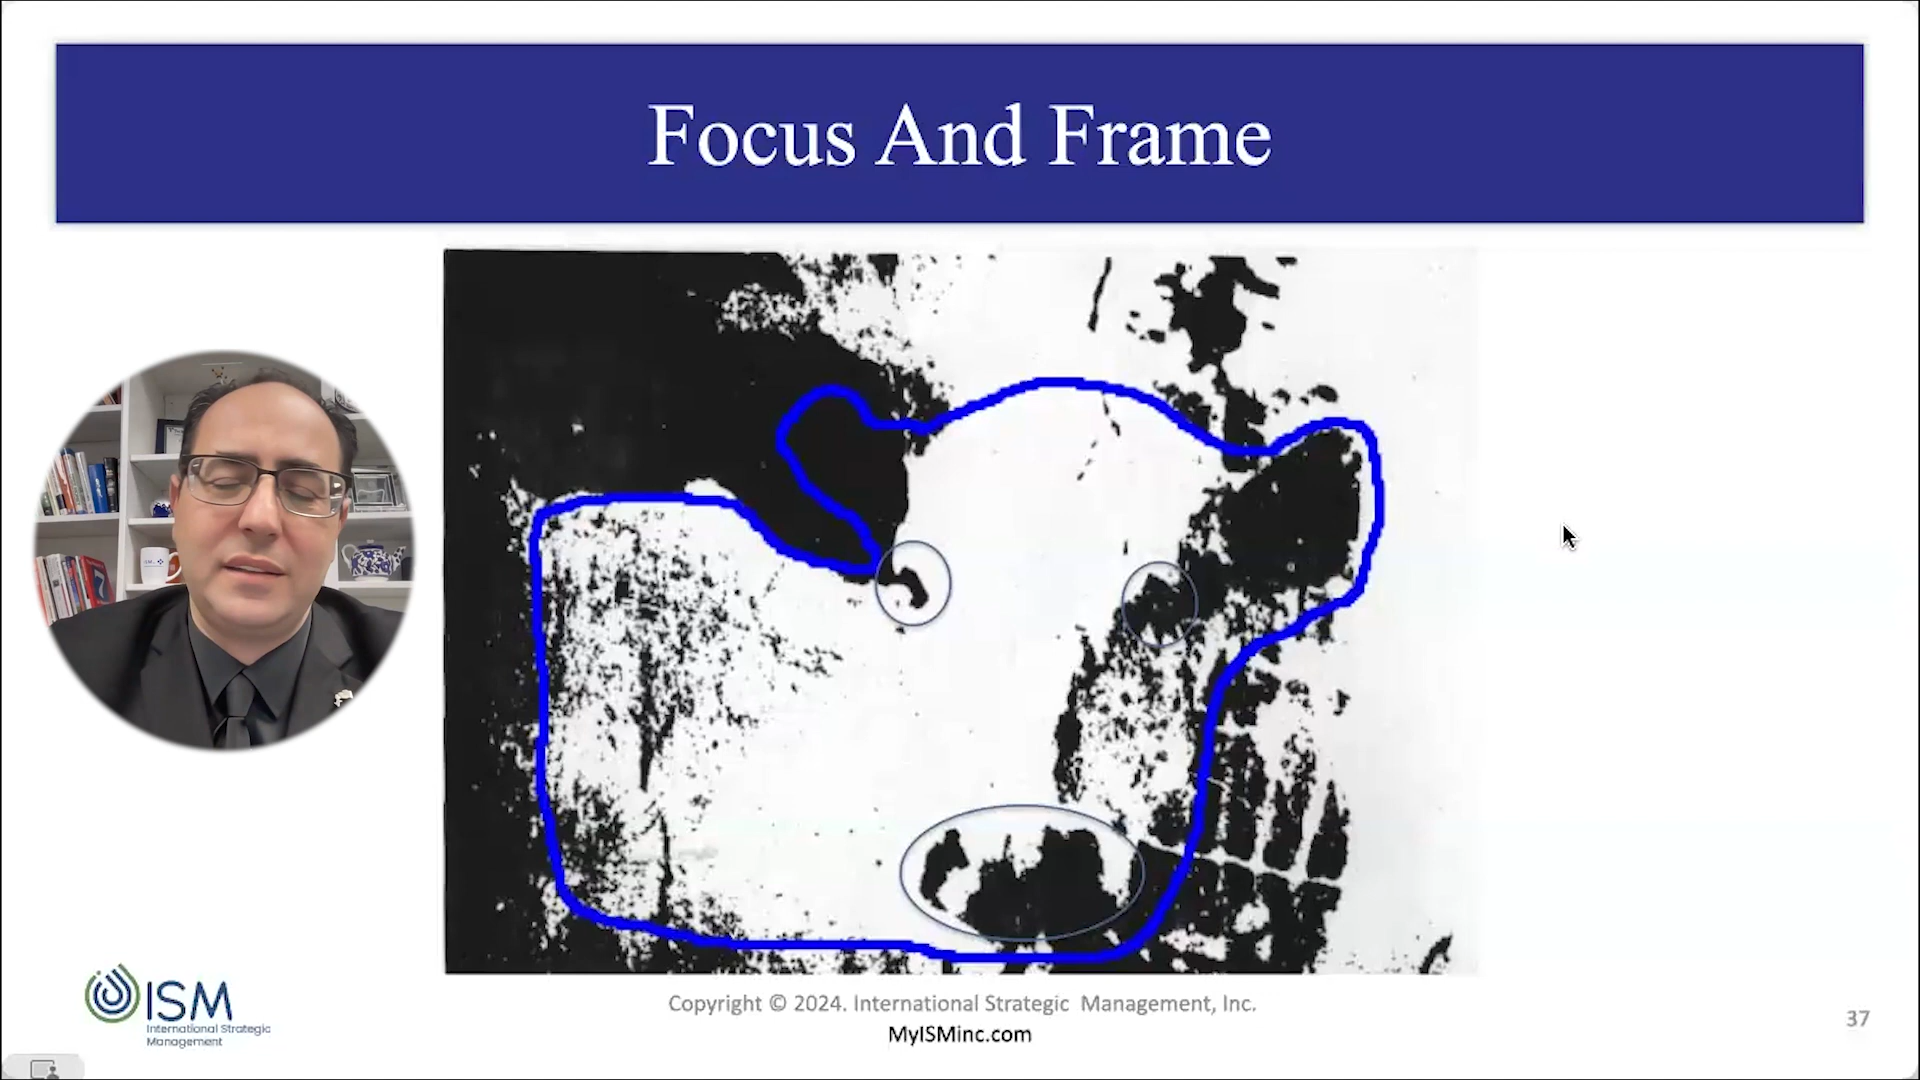 Focus And Frame
ISM
International Strategic
Management
Copyright © 2024. International Strategic Management, Inc.
MyISMinc.com
37